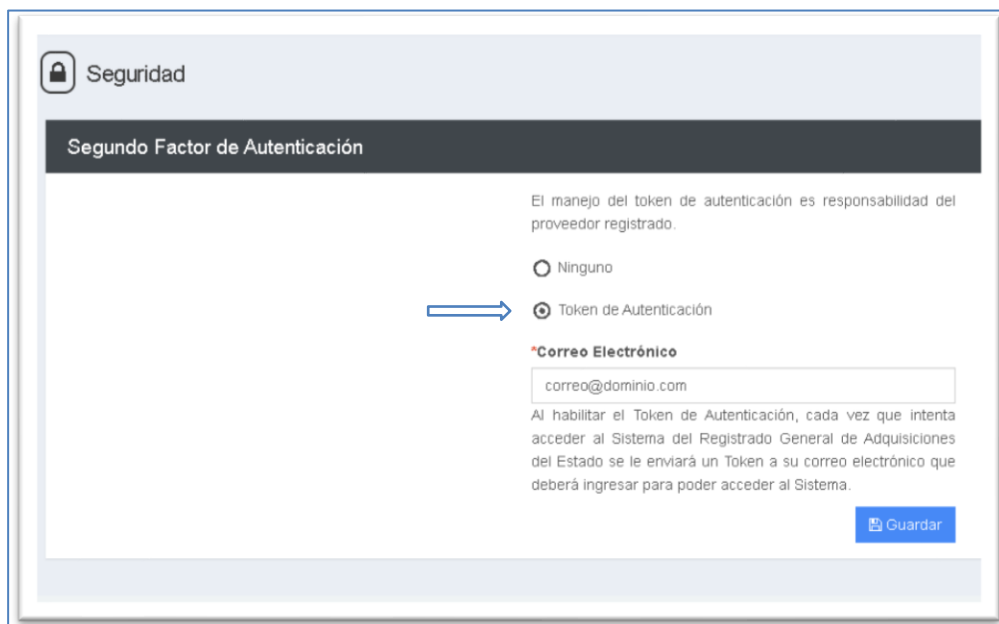 Seguridad
Segundo Factor de Autenticación
El manejo del token de autenticación es responsabilidad del
proveedor registrado.
Ninguno
Token de Autenticación
*Correo Electrónico
correo@dominio.com
Al habilitar el Token de Autenticación, cada vez que intenta
acceder al Sistema del Registrado General de Adquisiciones
del Estado se le enviará un Token a su correo electrónico que
deberá ingresar para poder acceder al Sistema.
Guardar